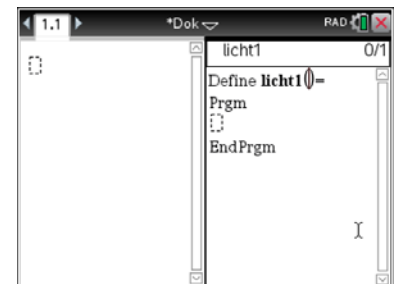 1.1 *Dok RAD
licht1 0/1
Define licht1()=
Prgm
EndPrgm